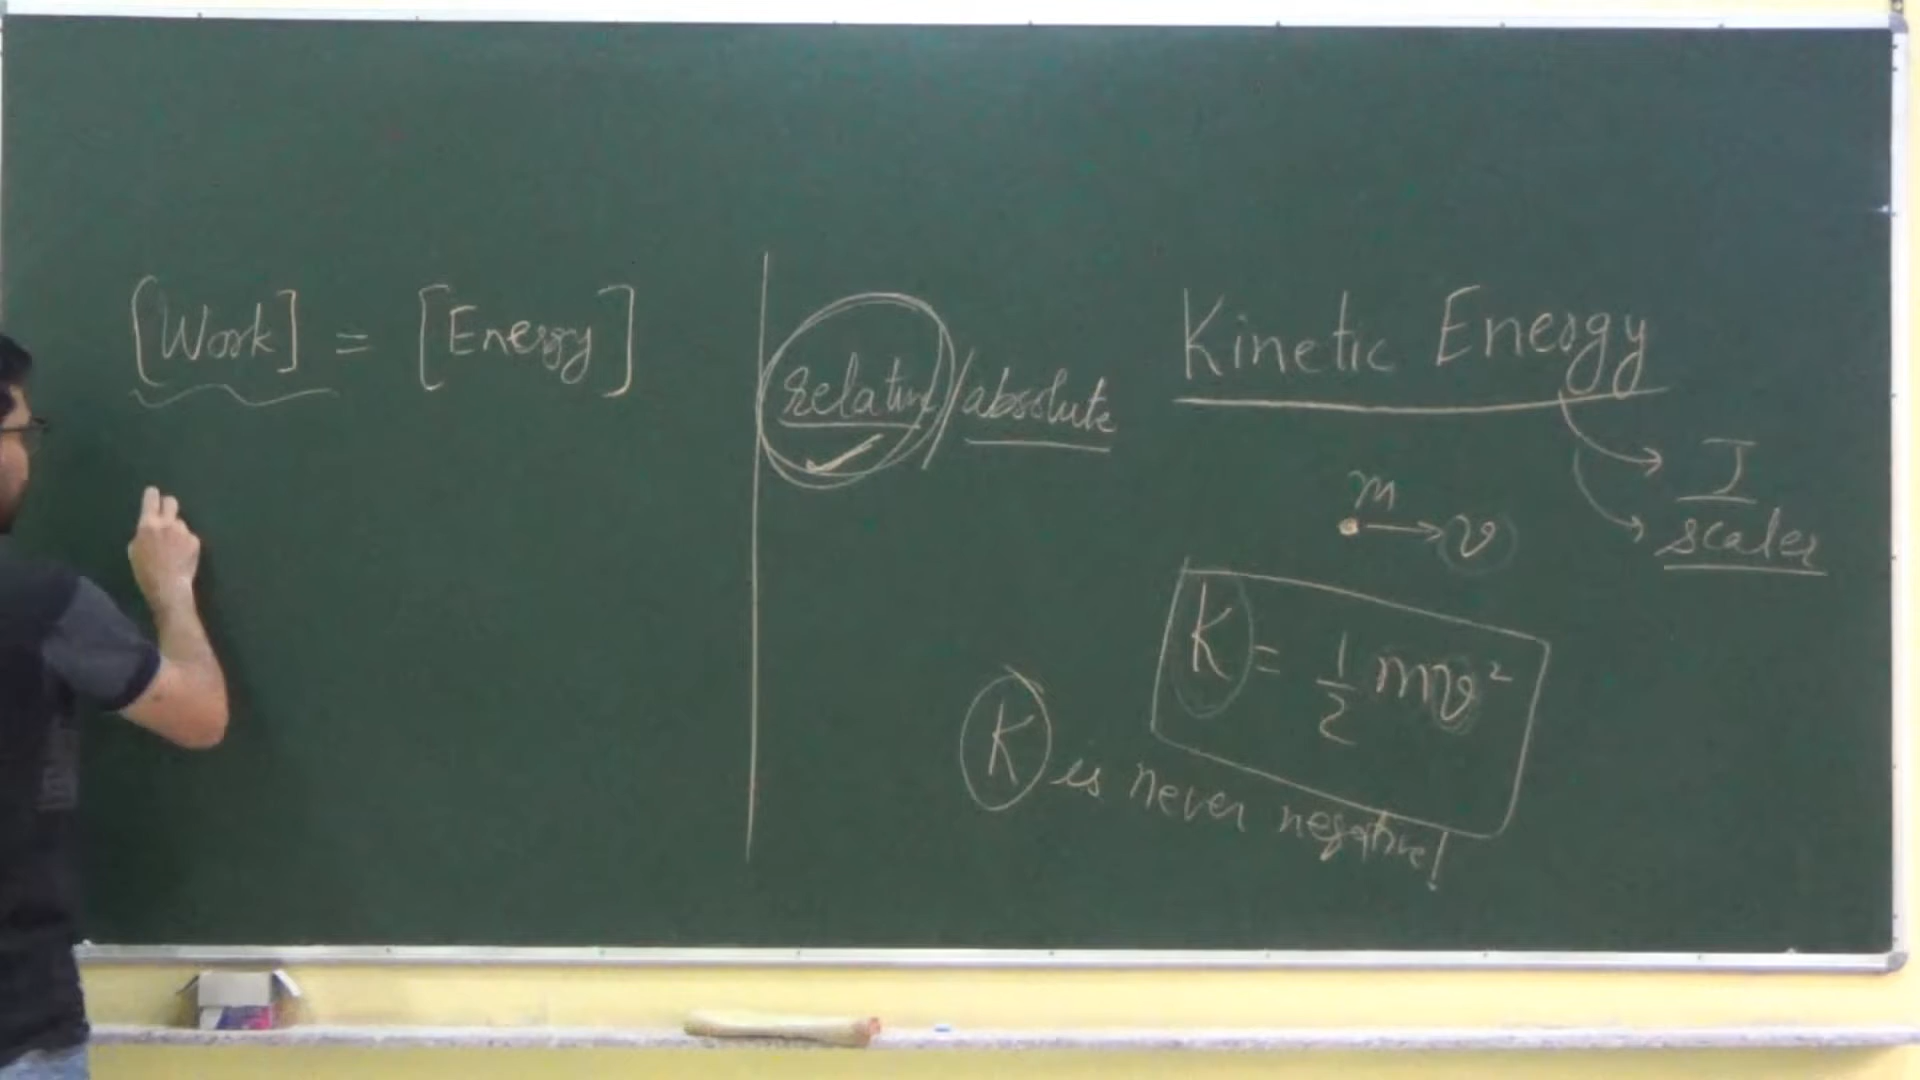 [Work] = [Energy]
relative/absolute
Kinetic Energy
J
scaler
m
v
K = 1/2 mv²
K is never negative!